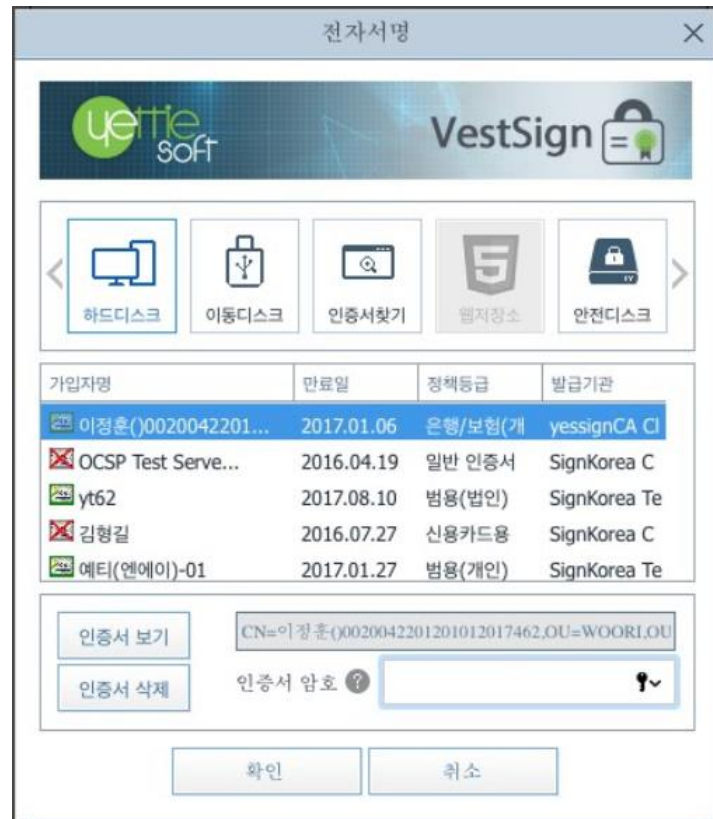 전자서명
yettie soft
VestSign
하드디스크 이동디스크 인증서찾기 웹저장소 안전디스크
가입자명 만료일 정책등급 발급기관
이정훈()0020042201... 2017.01.06 은행/보험(개 yessignCA Cl
OCSP Test Serve... 2016.04.19 일반 인증서 SignKorea C
yt62 2017.08.10 범용(법인) SignKorea Te
김형길 2016.07.27 신용카드용 SignKorea C
예티(엔에이)-01 2017.01.27 범용(개인) SignKorea Te
인증서 보기 CN=이정훈()0020042201201012017462,OU=WOORI,OU
인증서 삭제 인증서 암호 ?
확인 취소